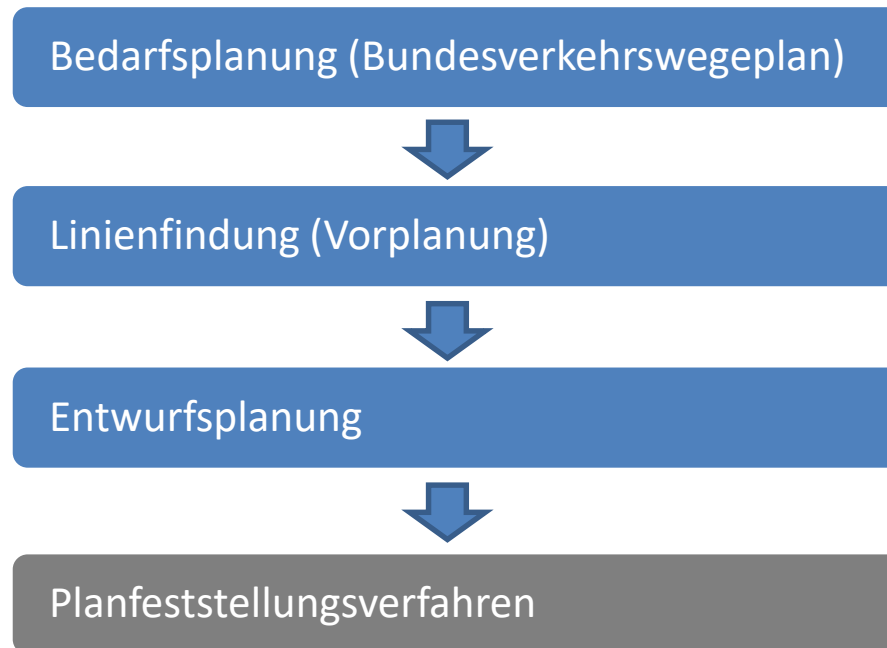 Bedarfsplanung (Bundesverkehrswegeplan)
Linienfindung (Vorplanung)
Entwurfsplanung
Planfeststellungsverfahren